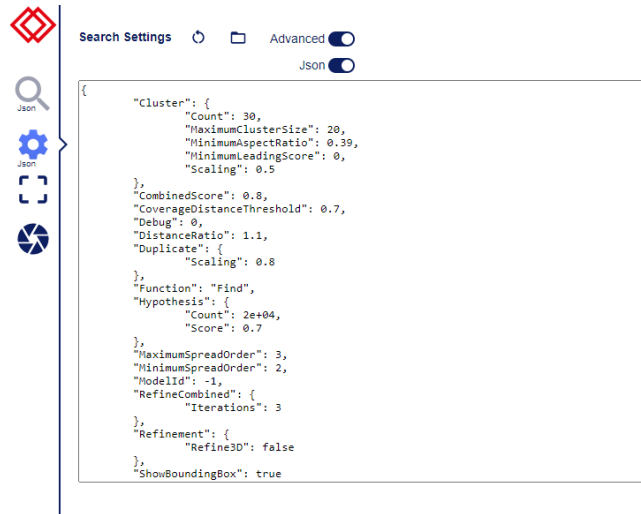 Search Settings Advanced
Json
Json
Json
{
"Cluster": {
"Count": 30,
"MaximumClusterSize": 20,
"MinimumAspectRatio": 0.39,
"MinimumLeadingScore": 0,
"Scaling": 0.5
},
"CombinedScore": 0.8,
"CoverageDistanceThreshold": 0.7,
"Debug": 0,
"DistanceRatio": 1.1,
"Duplicate": {
"Scaling": 0.8
},
"Function": "Find",
"Hypothesis": {
"Count": 2e+04,
"Score": 0.7
},
"MaximumSpreadOrder": 3,
"MinimumSpreadOrder": 2,
"ModelId": -1,
"RefineCombined": {
"Iterations": 3
},
"Refinement": {
"Refine3D": false
},
"ShowBoundingBox": true